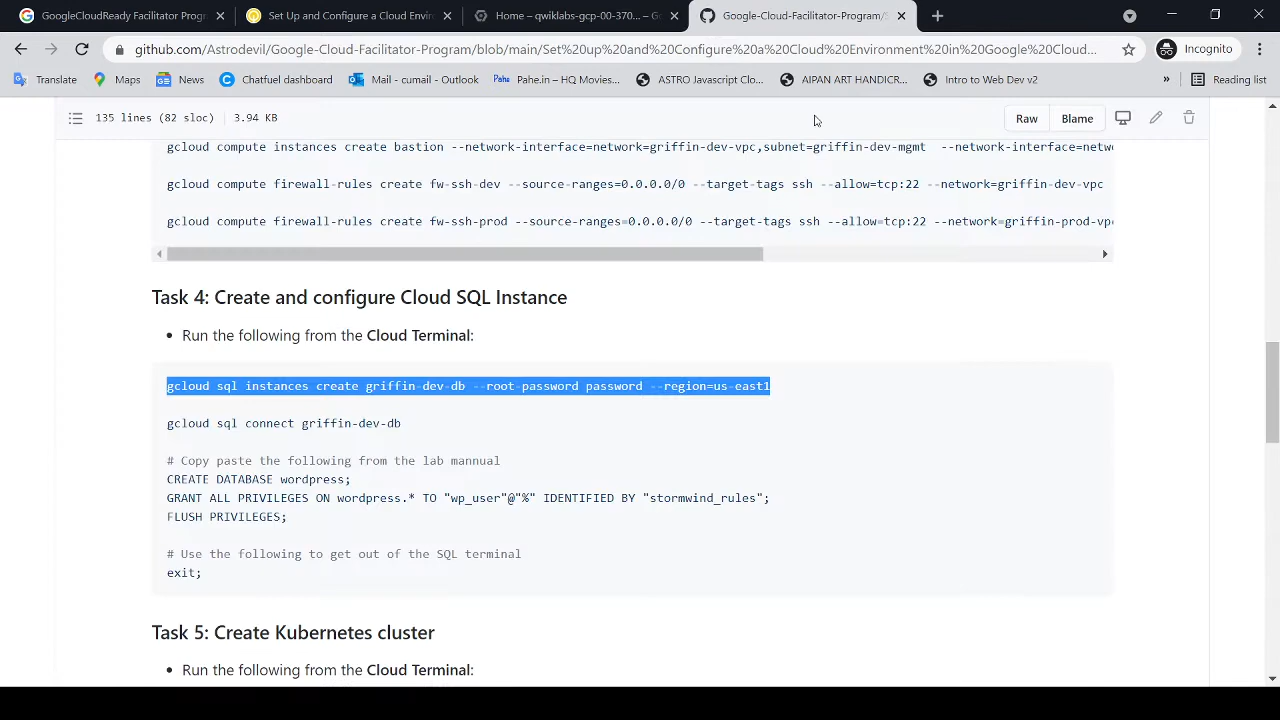 GoogleCloudReady Facilitator Progr
Set Up and Configure a Cloud Envir
Home – qwiklabs-gcp-00-370... – G
Google-Cloud-Facilitator-Program/S
github.com/Astrodevil/Google-Cloud-Facilitator-Program/blob/main/Set%20up%20and%20Configure%20a%20Cloud%20Environment%20in%20Google%20Cloud...
Incognito
Translate
Maps
News
Chatfuel dashboard
Mail - cumail - Outlook
Pahe.in – HQ Movies...
ASTRO Javascript Clo...
AIPAN ART HANDICR...
Intro to Web Dev v2
»
Reading list
135 lines (82 sloc) | 3.94 KB
Raw
Blame
gcloud compute instances create bastion --network-interface=network=griffin-dev-vpc,subnet=griffin-dev-mgmt --network-interface=netw
gcloud compute firewall-rules create fw-ssh-dev --source-ranges=0.0.0.0/0 --target-tags ssh --allow=tcp:22 --network=griffin-dev-vpc
gcloud compute firewall-rules create fw-ssh-prod --source-ranges=0.0.0.0/0 --target-tags ssh --allow=tcp:22 --network=griffin-prod-vpc
Task 4: Create and configure Cloud SQL Instance
• Run the following from the Cloud Terminal:
gcloud sql instances create griffin-dev-db --root-password password --region=us-east1
gcloud sql connect griffin-dev-db
# Copy paste the following from the lab mannual
CREATE DATABASE wordpress;
GRANT ALL PRIVILEGES ON wordpress.* TO "wp_user"@"%" IDENTIFIED BY "stormwind_rules";
FLUSH PRIVILEGES;
# Use the following to get out of the SQL terminal
exit;
Task 5: Create Kubernetes cluster
• Run the following from the Cloud Terminal: